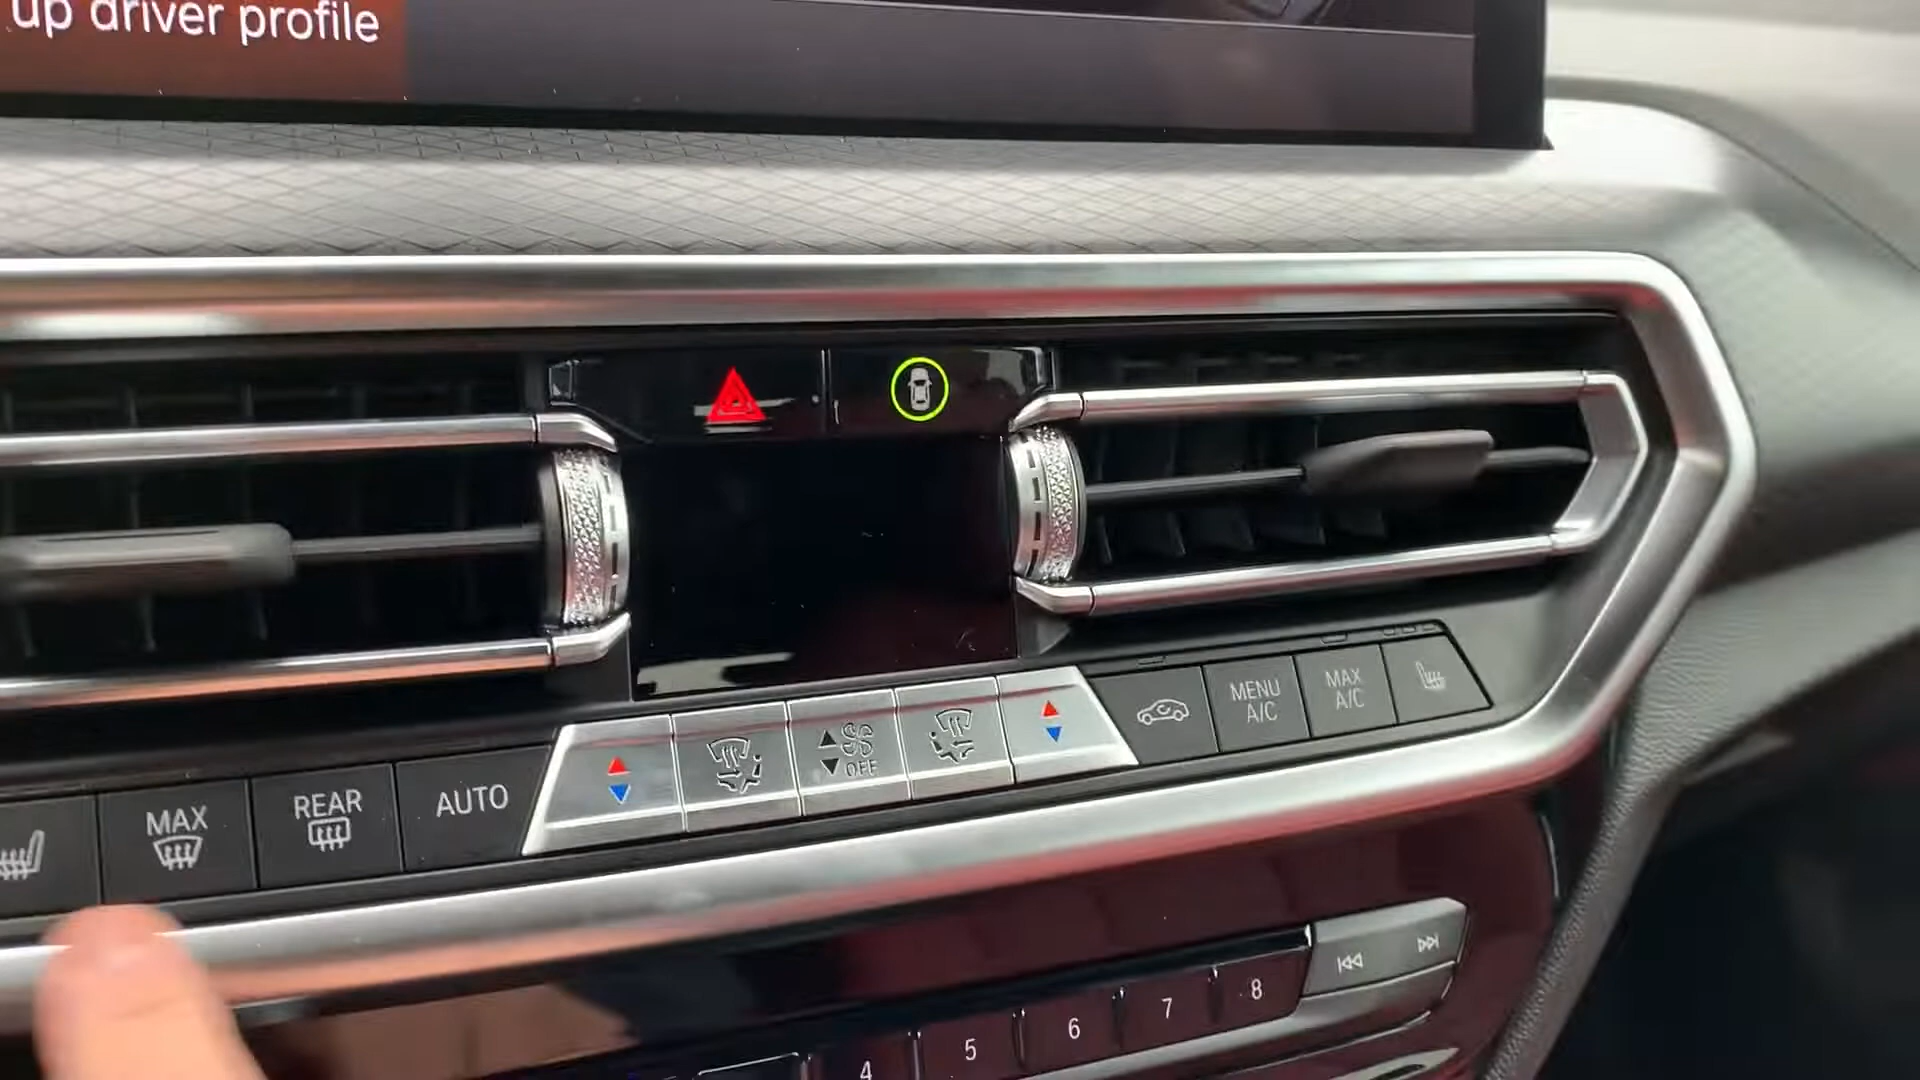 up driver profile
MAX
REAR
AUTO
OFF
MENU
A/C
MAX
A/C
4
5
6
7
8